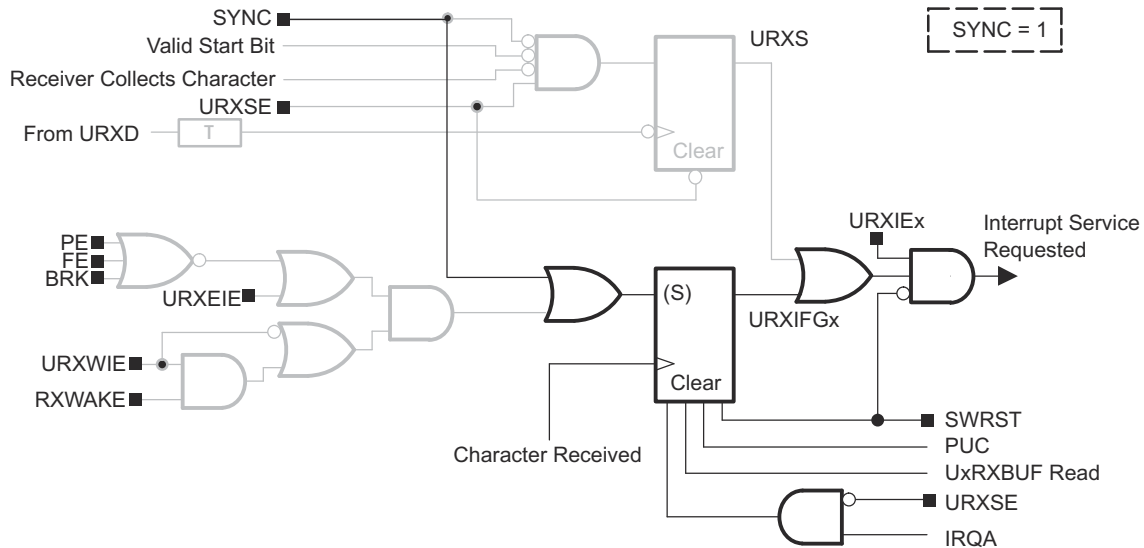 SYNC
SYNC = 1
Valid Start Bit
URXS
Receiver Collects Character
URXSE
From URXD
T
Clear
PE
FE
BRK
URXEIE
URXWIE
RXWAKE
(S)
Clear
URXIFGx
URXIEx
Interrupt Service
Requested
Character Received
SWRST
PUC
UxRXBUF Read
URXSE
IRQA